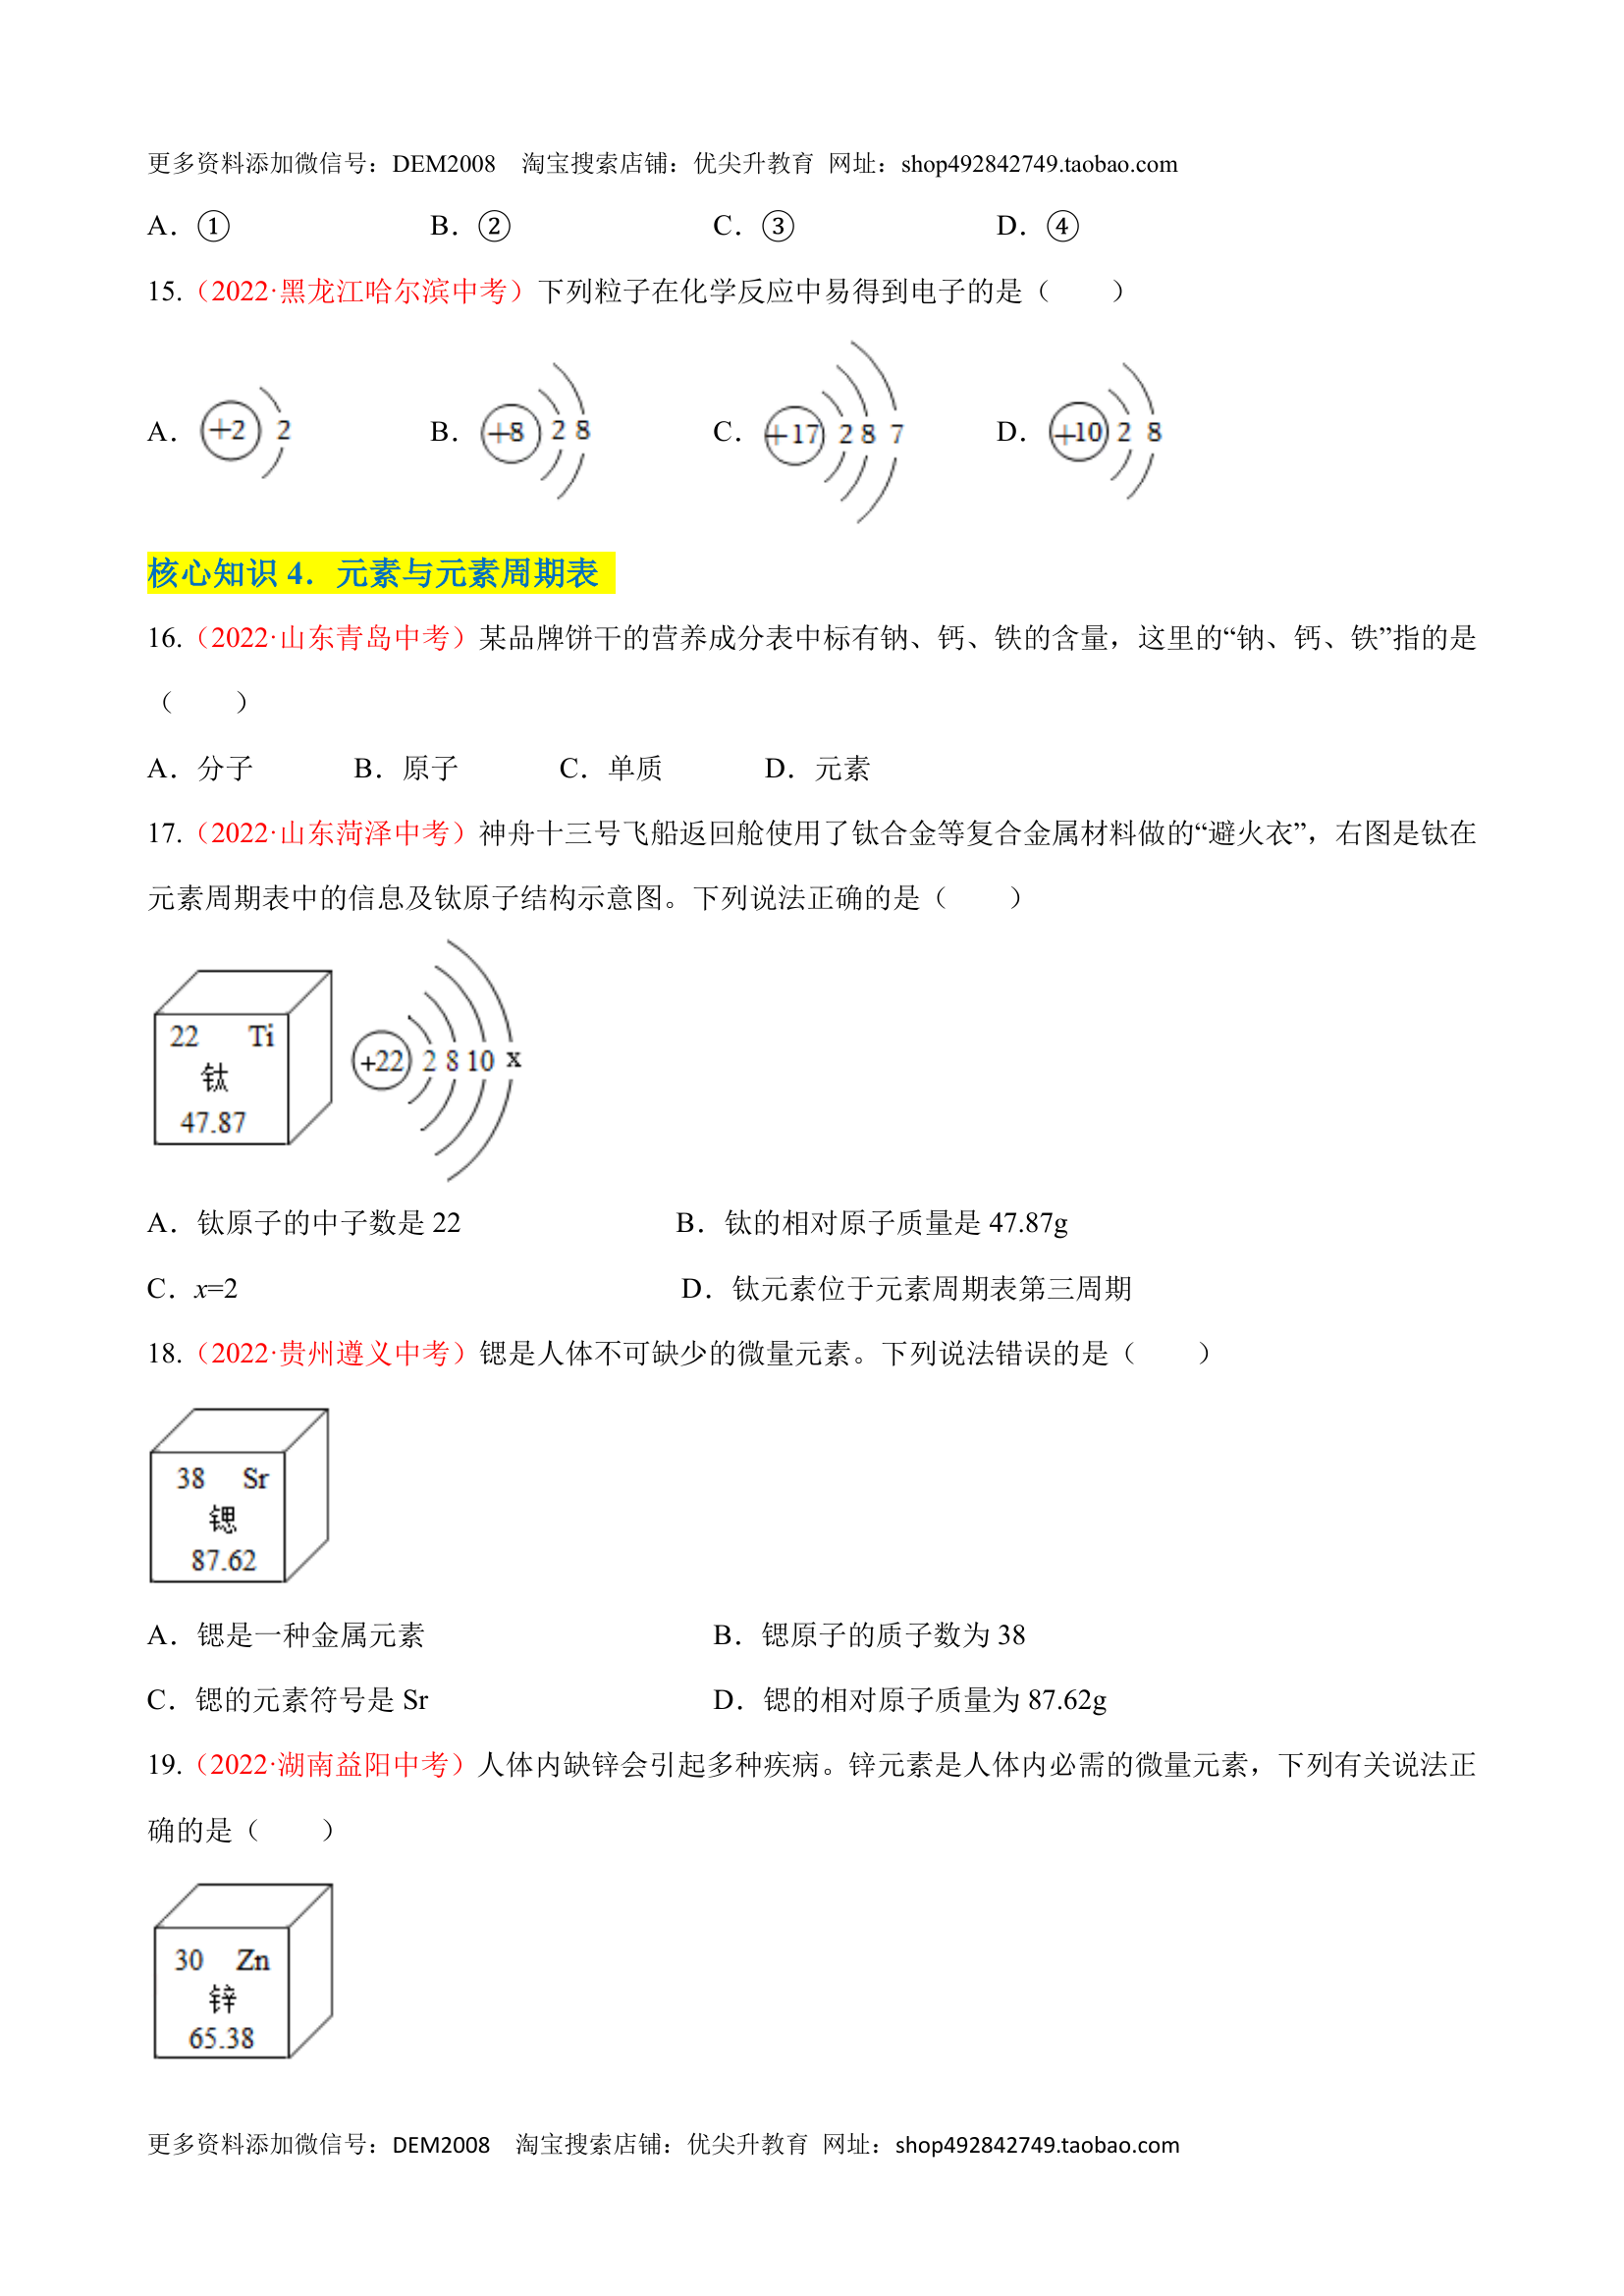 更多资料添加微信号：DEM2008 淘宝搜索店铺：优尖升教育 网址：shop492842749.taobao.com
A．① B．② C．③ D．④
15.（2022·黑龙江哈尔滨中考）下列粒子在化学反应中易得到电子的是（ ）
A． +2 2 B． +8 2 8 C． +17 2 8 7 D． +10 2 8
核心知识 4．元素与元素周期表
16.（2022·山东青岛中考）某品牌饼干的营养成分表中标有钠、钙、铁的含量，这里的“钠、钙、铁”指的是
（ ）
A．分子 B．原子 C．单质 D．元素
17.（2022·山东菏泽中考）神舟十三号飞船返回舱使用了钛合金等复合金属材料做的“避火衣”，右图是钛在
元素周期表中的信息及钛原子结构示意图。下列说法正确的是（ ）
22 Ti
钛
47.87
+22 2 8 10 x
A．钛原子的中子数是 22 B．钛的相对原子质量是 47.87g
C．x=2 D．钛元素位于元素周期表第三周期
18.（2022·贵州遵义中考）锶是人体不可缺少的微量元素。下列说法错误的是（ ）
38 Sr
锶
87.62
A．锶是一种金属元素 B．锶原子的质子数为 38
C．锶的元素符号是 Sr D．锶的相对原子质量为 87.62g
19.（2022·湖南益阳中考）人体内缺锌会引起多种疾病。锌元素是人体内必需的微量元素，下列有关说法正
确的是（ ）
30 Zn
锌
65.38
更多资料添加微信号：DEM2008 淘宝搜索店铺：优尖升教育 网址：shop492842749.taobao.com